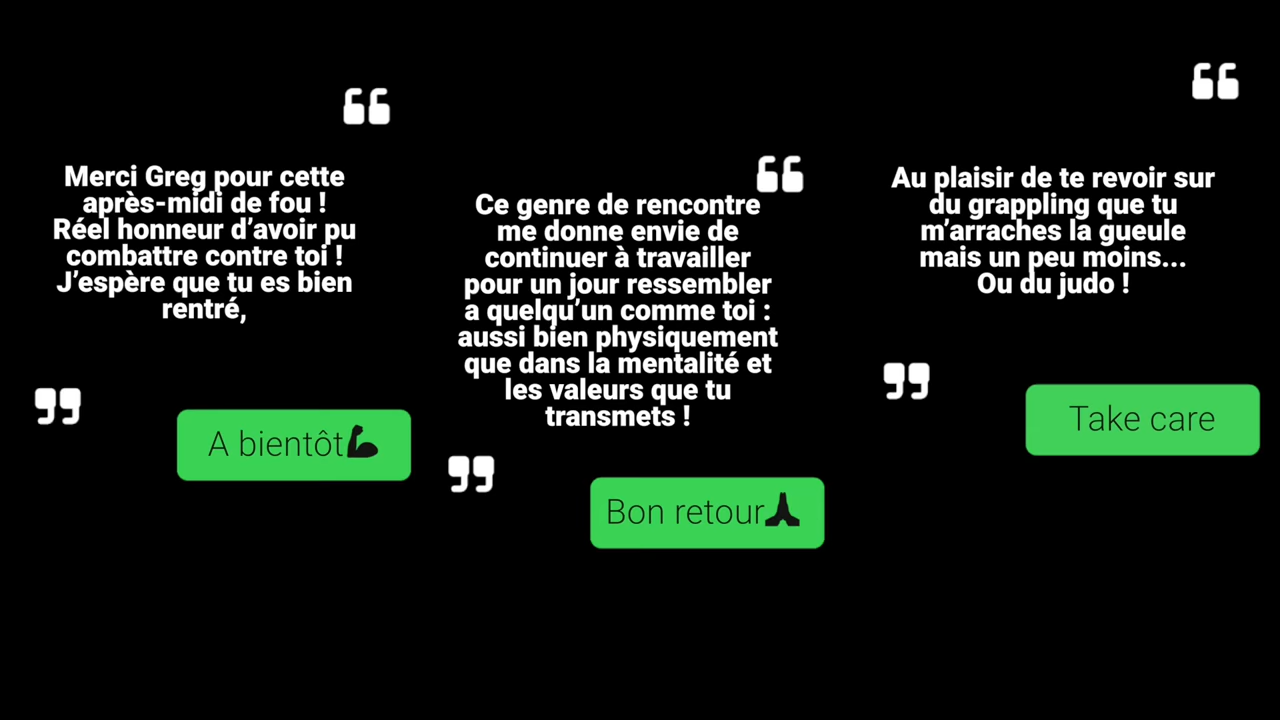 Merci Greg pour cette
après-midi de fou !
Réel honneur d’avoir pu
combattre contre toi !
J’espère que tu es bien
rentré,
A bientôt💪
Ce genre de rencontre
me donne envie de
continuer à travailler
pour un jour ressembler
a quelqu’un comme toi :
aussi bien physiquement
que dans la mentalité et
les valeurs que tu
transmets !
Bon retour🙏
Au plaisir de te revoir sur
du grappling que tu
m’arraches la gueule
mais un peu moins...
Ou du judo !
Take care